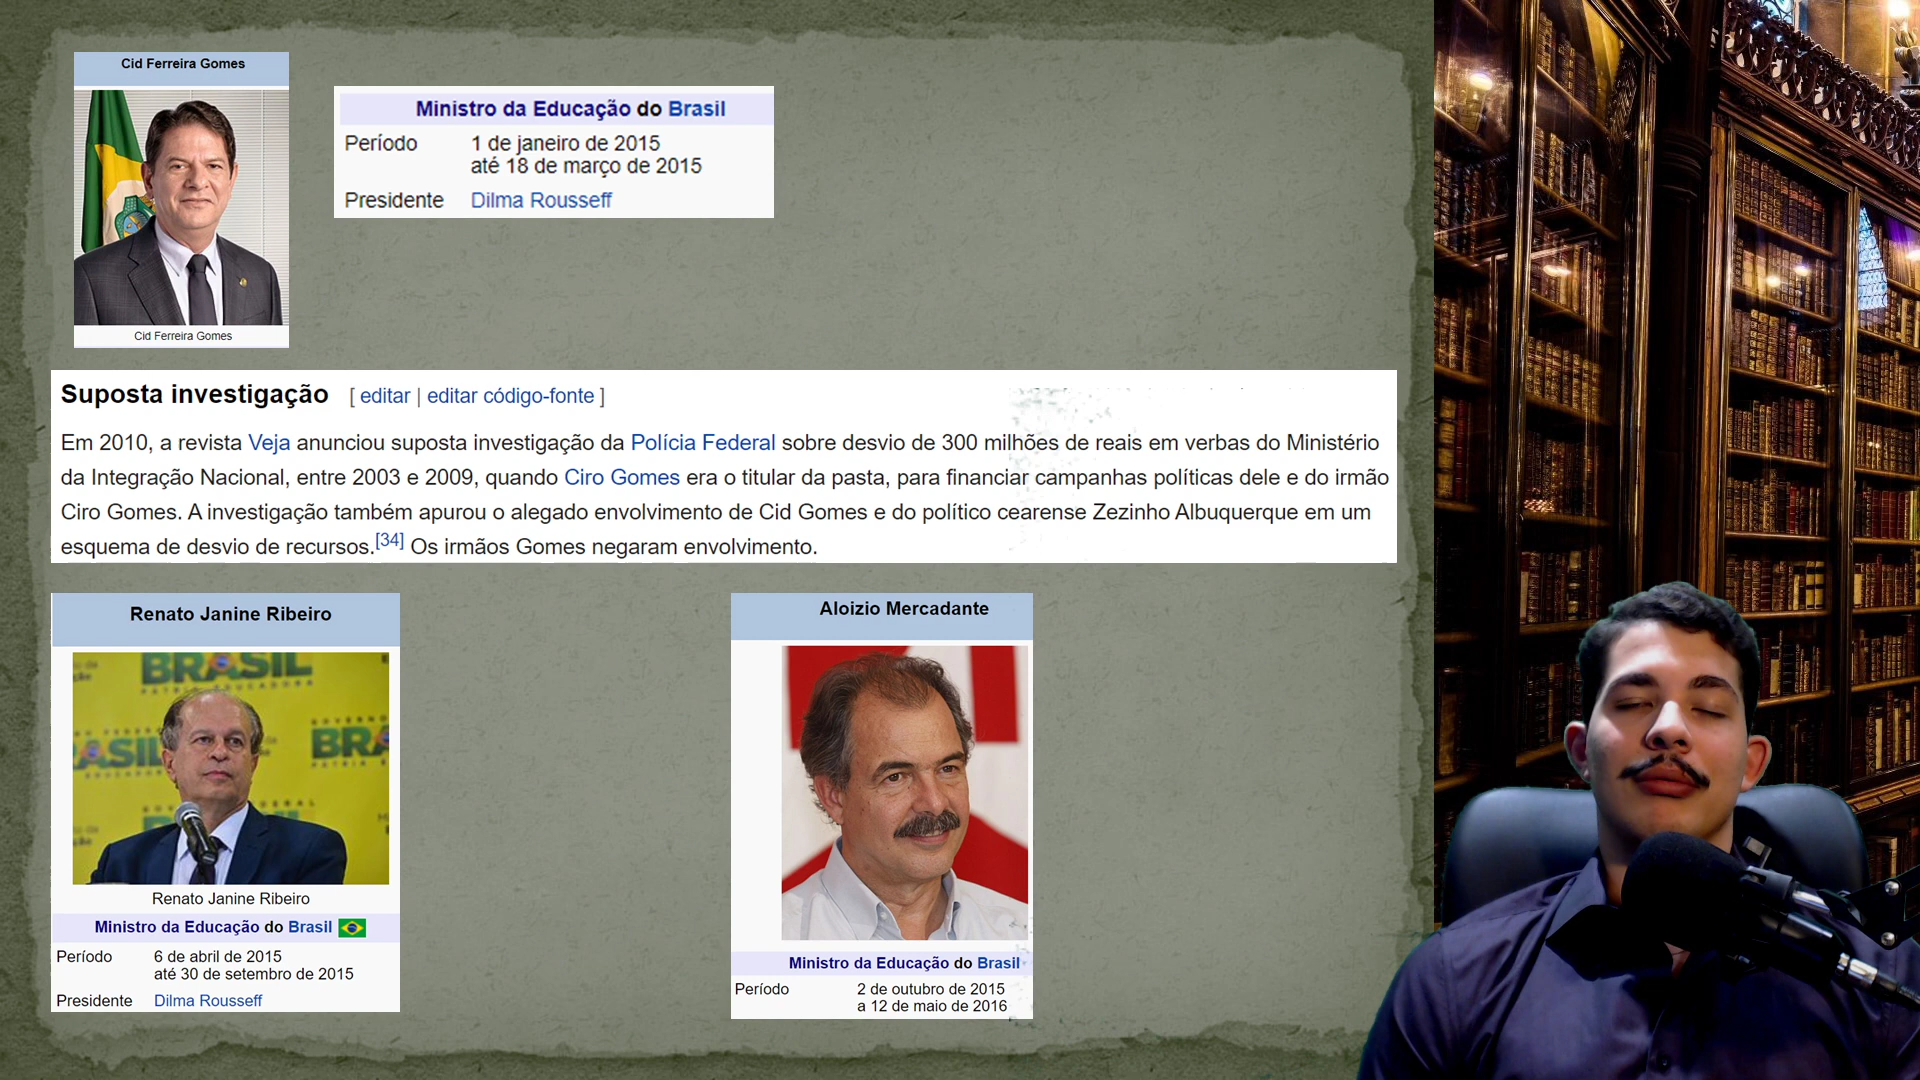 Cid Ferreira Gomes
Cid Ferreira Gomes
Ministro da Educação do Brasil
Período 1 de janeiro de 2015
até 18 de março de 2015
Presidente Dilma Rousseff
Suposta investigação [ editar | editar código-fonte ]
Em 2010, a revista Veja anunciou suposta investigação da Polícia Federal sobre desvio de 300 milhões de reais em verbas do Ministério
da Integração Nacional, entre 2003 e 2009, quando Ciro Gomes era o titular da pasta, para financiar campanhas políticas dele e do irmão
Ciro Gomes. A investigação também apurou o alegado envolvimento de Cid Gomes e do político cearense Zezinho Albuquerque em um
esquema de desvio de recursos.[34] Os irmãos Gomes negaram envolvimento.
Renato Janine Ribeiro
BRASIL
PÁTRIA EDUCADORA
BRA
Renato Janine Ribeiro
Ministro da Educação do Brasil
Período 6 de abril de 2015
até 30 de setembro de 2015
Presidente Dilma Rousseff
Aloizio Mercadante
Ministro da Educação do Brasil
Período 2 de outubro de 2015
a 12 de maio de 2016